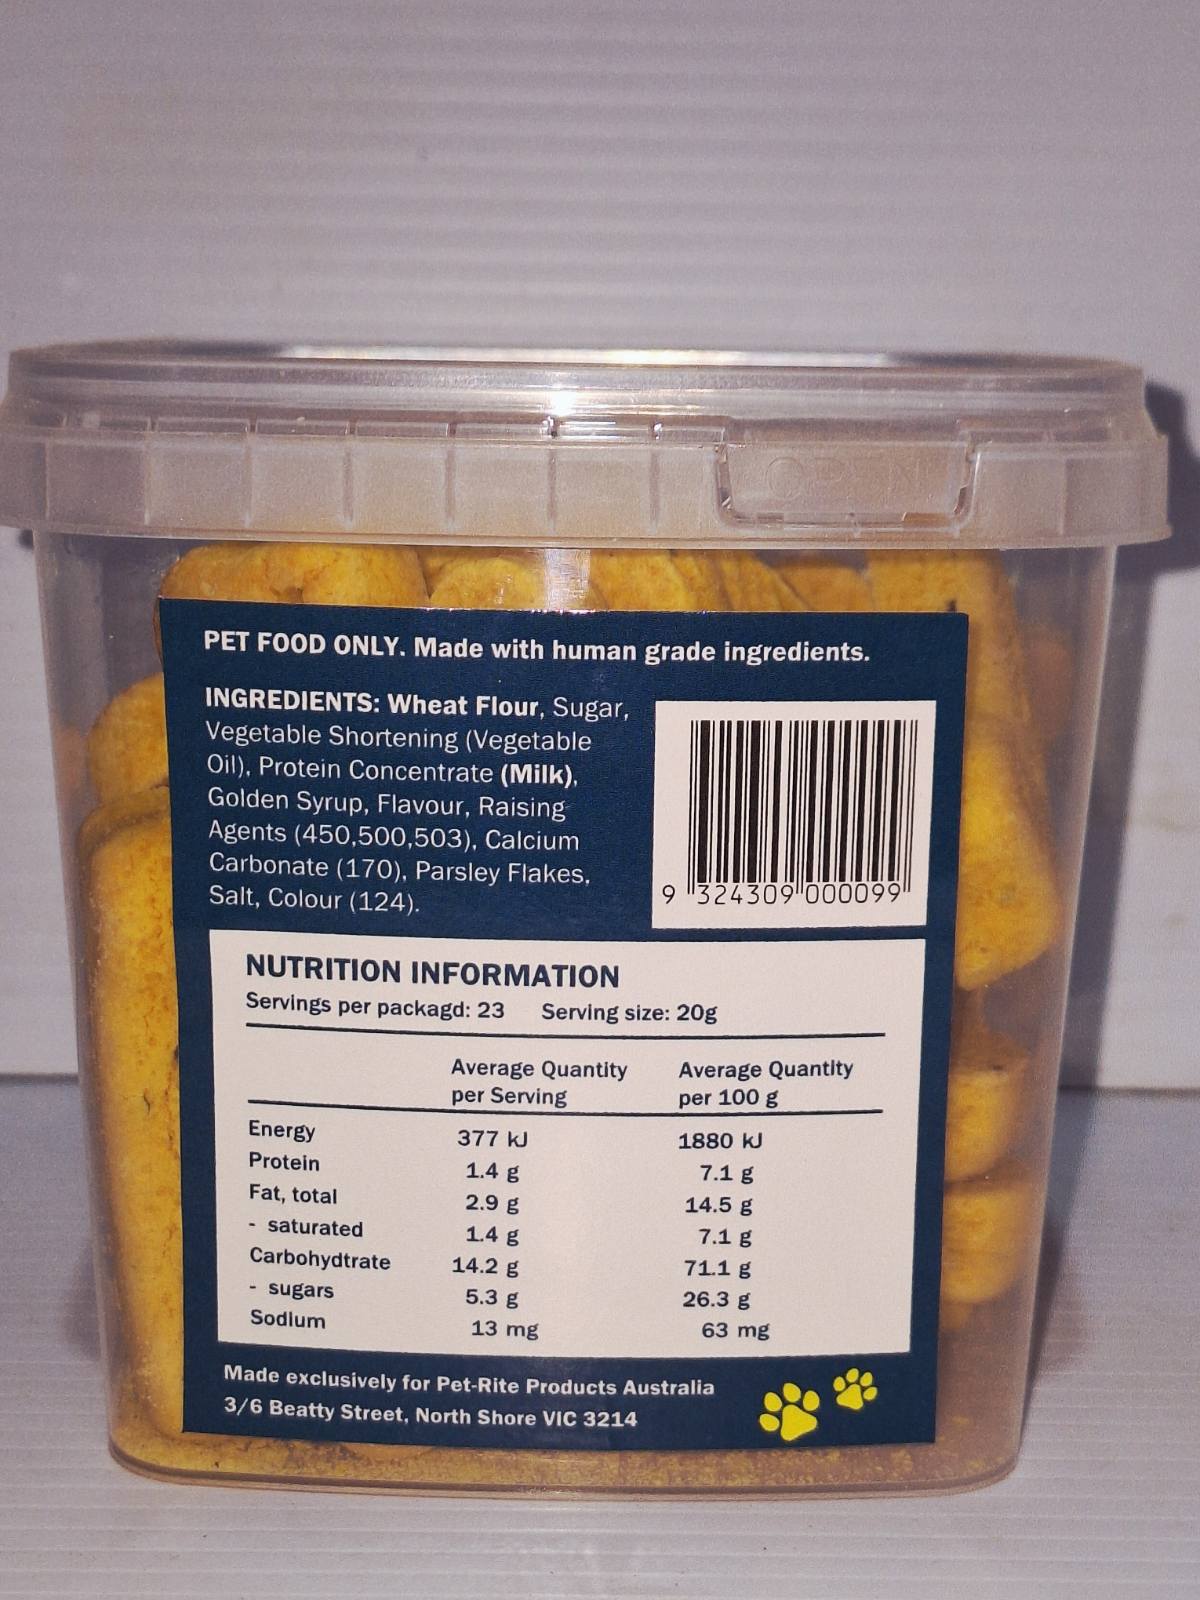 OPEN
PET FOOD ONLY. Made with human grade ingredients.
INGREDIENTS: Wheat Flour, Sugar,
Vegetable Shortening (Vegetable
Oil), Protein Concentrate (Milk),
Golden Syrup, Flavour, Raising
Agents (450,500,503), Calcium
Carbonate (170), Parsley Flakes,
Salt, Colour (124).
9 324309 000099
NUTRITION INFORMATION
Servings per packagd: 23 Serving size: 20g
Average Quantity Average Quantity
per Serving per 100 g
Energy 377 kJ 1880 kJ
Protein 1.4 g 7.1 g
Fat, total 2.9 g 14.5 g
- saturated 1.4 g 7.1 g
Carbohydtrate 14.2 g 71.1 g
- sugars 5.3 g 26.3 g
Sodium 13 mg 63 mg
Made exclusively for Pet-Rite Products Australia
3/6 Beatty Street, North Shore VIC 3214